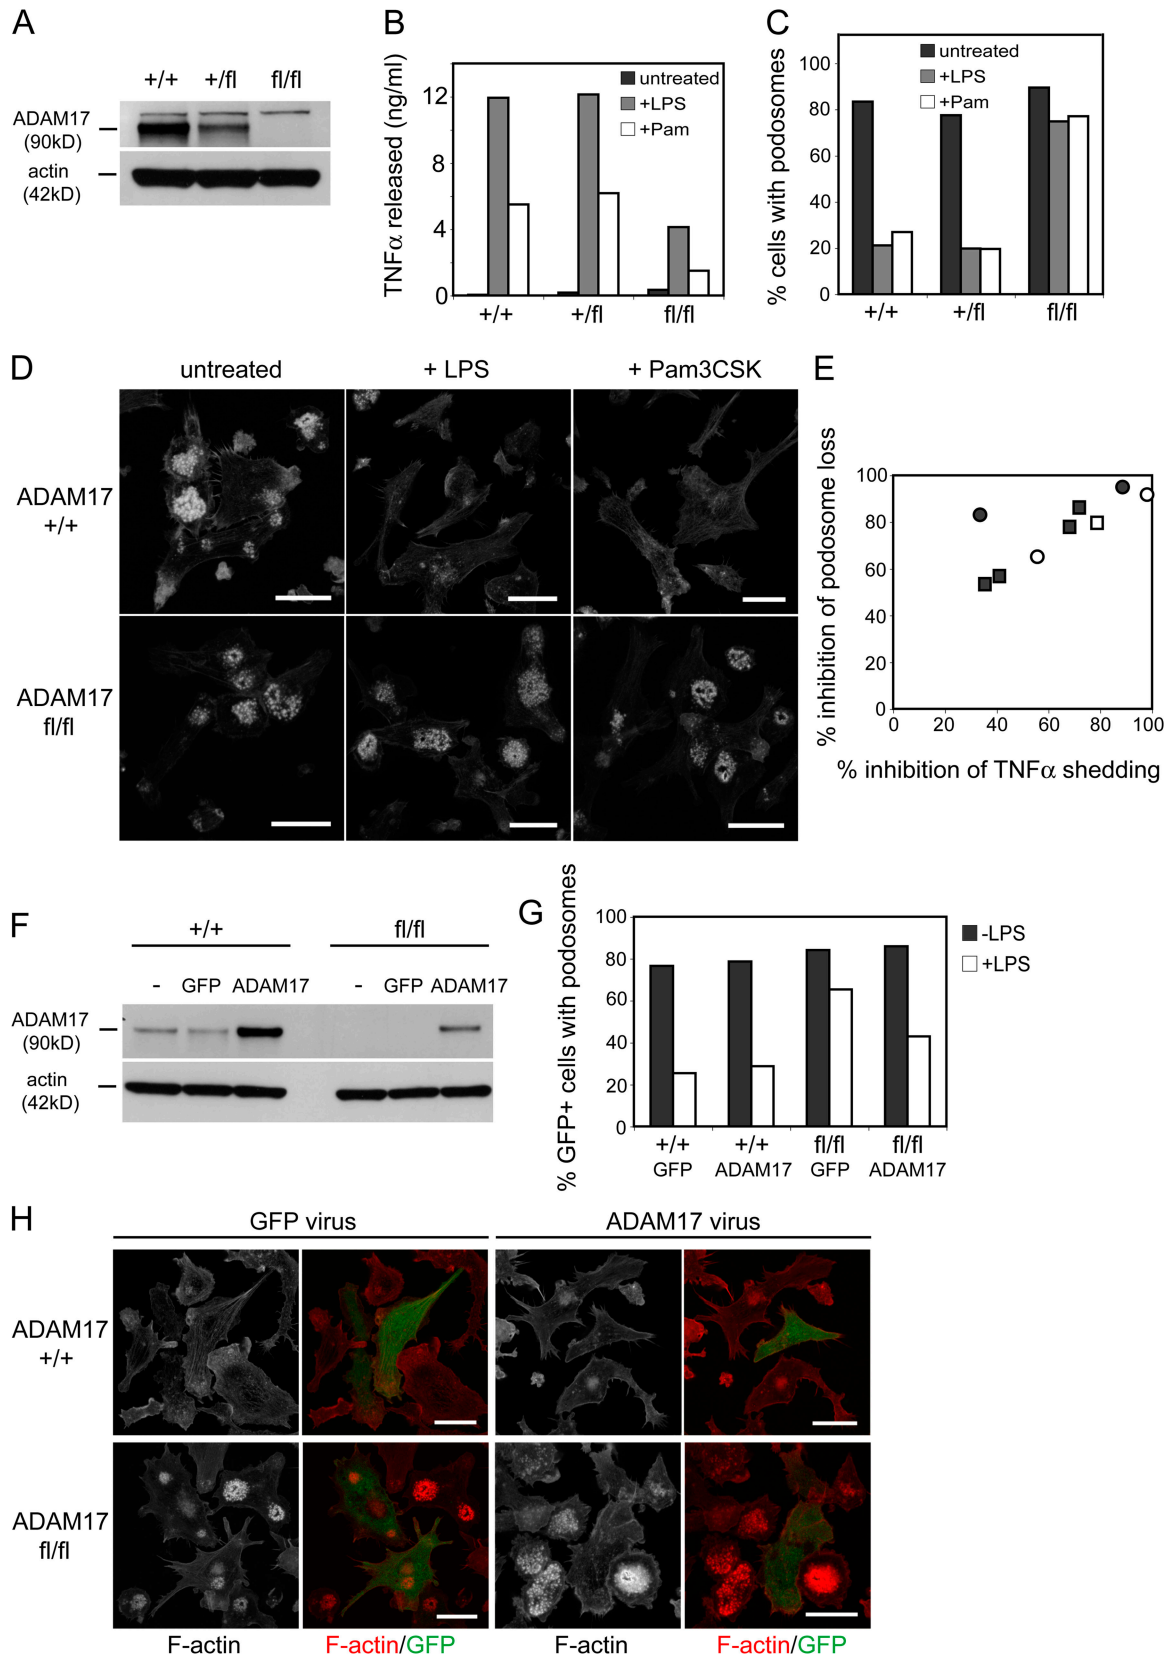 A
+/+ +/fl fl/fl
ADAM17
(90kD)
actin
(42kD)
B
TNFα released (ng/ml)
12
8
4
0
untreated
+LPS
+Pam
+/+ +/fl fl/fl
C
% cells with podosomes
100
80
60
40
20
0
untreated
+LPS
+Pam
+/+ +/fl fl/fl
D
untreated + LPS + Pam3CSK
ADAM17
+/+
ADAM17
fl/fl
E
% inhibition of podosome loss
100
80
60
40
20
0
0 20 40 60 80 100
% inhibition of TNFα shedding
F
+/+ fl/fl
- GFP ADAM17 - GFP ADAM17
ADAM17
(90kD)
actin
(42kD)
G
% GFP+ cells with podosomes
100
80
60
40
20
0
-LPS
+LPS
+/+ +/+ fl/fl fl/fl
GFP ADAM17 GFP ADAM17
H
GFP virus ADAM17 virus
ADAM17
+/+
ADAM17
fl/fl
F-actin F-actin/GFP F-actin F-actin/GFP